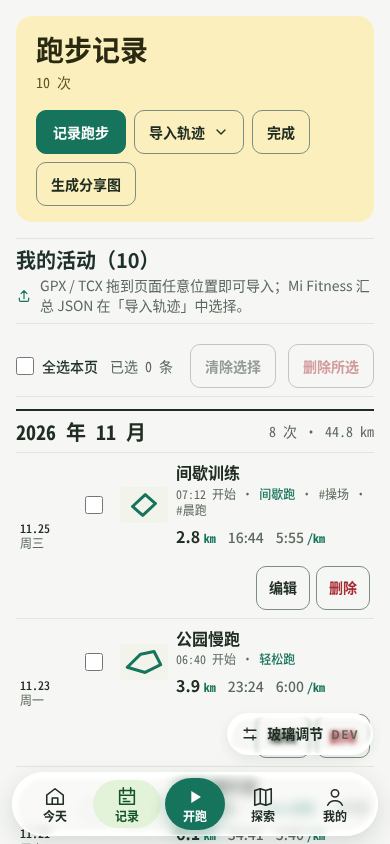 跑步记录
10 次
记录跑步
导入轨迹
完成
生成分享图
我的活动（10）
GPX / TCX 拖到页面任意位置即可导入；Mi Fitness 汇
总 JSON 在「导入轨迹」中选择。
全选本页
已选 0 条
清除选择
删除所选
2026 年 11 月
8 次 · 44.8 km
间歇训练
07:12 开始 · 间歇跑 · #操场 ·
#晨跑
11.25
周三
2.8 km 16:44 5:55 /km
编辑
删除
公园慢跑
06:40 开始 · 轻松跑
11.23
周一
3.9 km 23:24 6:00 /km
玻璃调节 DEV
今天
记录
开跑
探索
我的